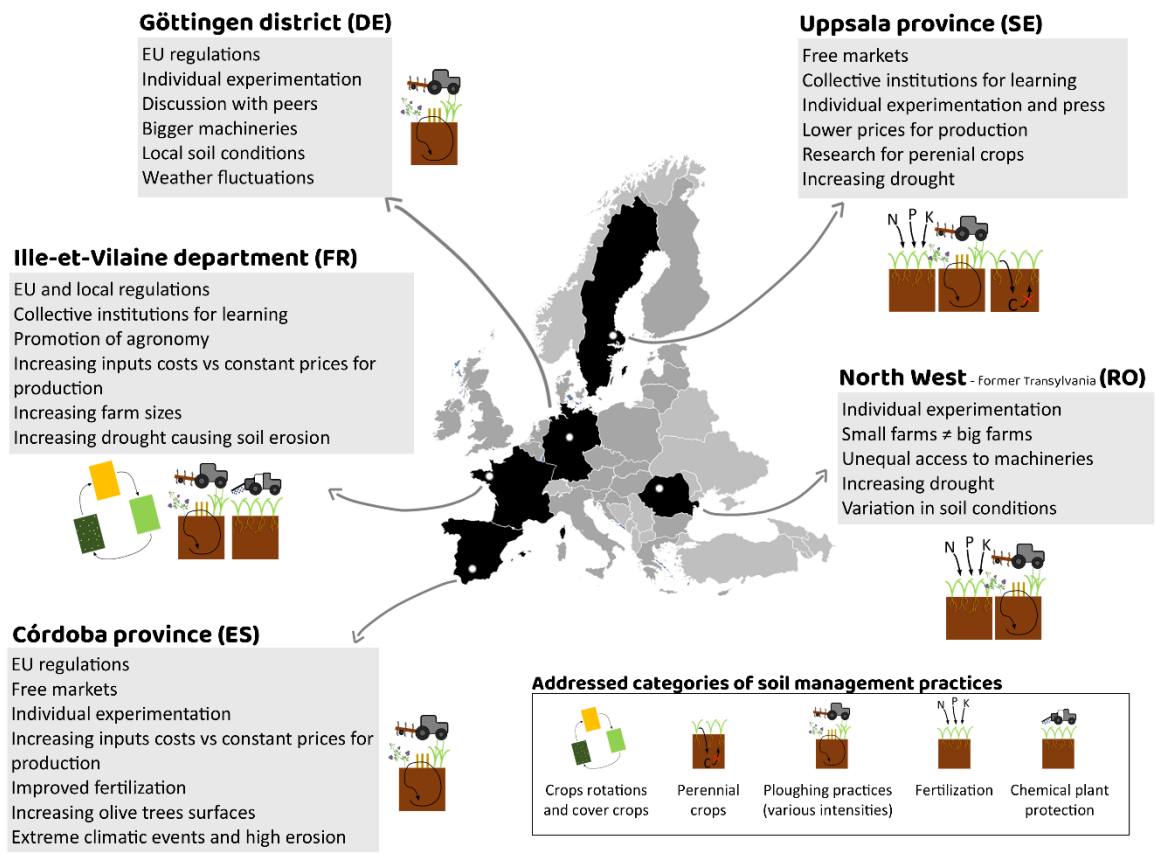 Göttingen district (DE)
EU regulations
Individual experimentation
Discussion with peers
Bigger machineries
Local soil conditions
Weather fluctuations
Uppsala province (SE)
Free markets
Collective institutions for learning
Individual experimentation and press
Lower prices for production
Research for perenial crops
Increasing drought
N P K
C
Ille-et-Vilaine department (FR)
EU and local regulations
Collective institutions for learning
Promotion of agronomy
Increasing inputs costs vs constant prices for
production
Increasing farm sizes
Increasing drought causing soil erosion
North West - former Transylvania (RO)
Individual experimentation
Small farms ≠ big farms
Unequal access to machineries
Increasing drought
Variation in soil conditions
N P K
Córdoba province (ES)
EU regulations
Free markets
Individual experimentation
Increasing inputs costs vs constant prices for
production
Improved fertilization
Increasing olive trees surfaces
Extreme climatic events and high erosion
Addressed categories of soil management practices
C
N P K
Crops rotations
and cover crops
Perennial
crops
Ploughing practices
(various intensities)
Fertilization
Chemical plant
protection